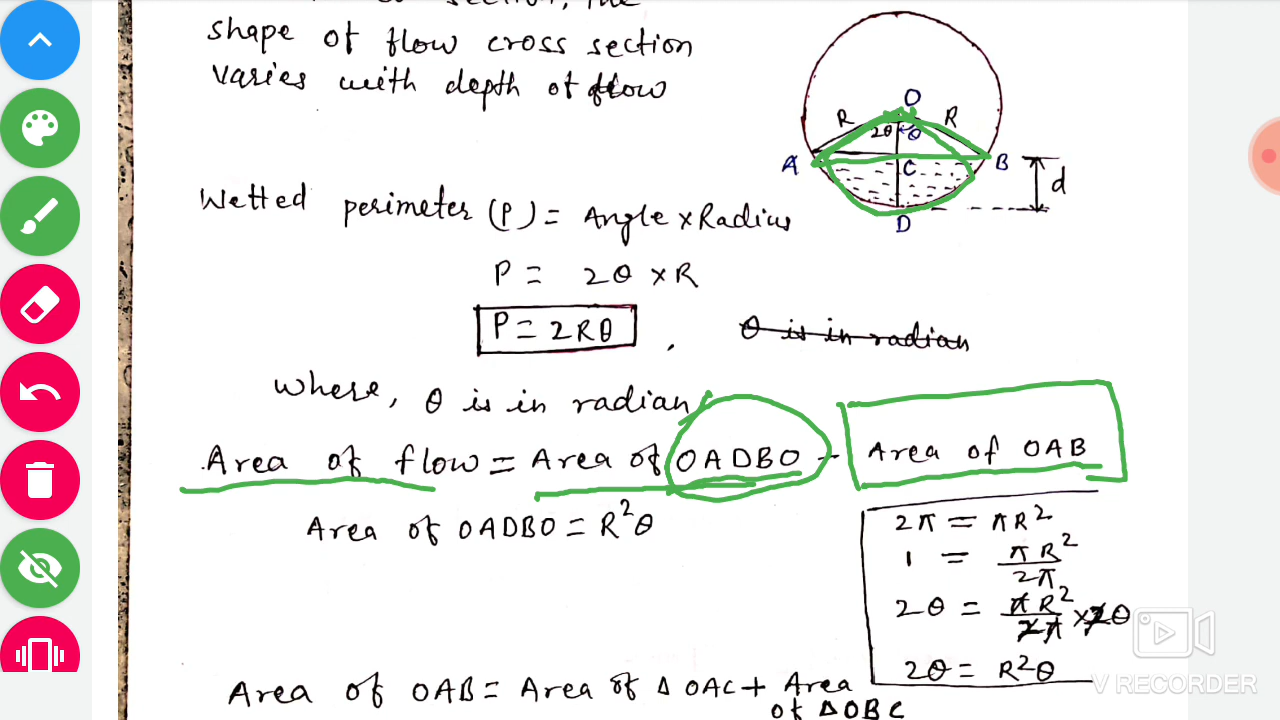 section, the
shape of flow cross section
varies with depth of flow
O
R R
2θ θ
A C B
d
D
Wetted perimeter (P) = Angle × Radius
P = 2θ × R
P = 2Rθ , θ is in radian
where, θ is in radian
Area of flow = Area of OADBO - Area of OAB
Area of OADBO = R²θ
2π = πR²
1 = πR²/2π
2θ = πR²/2π × 2θ
2θ = R²θ
V RECORDER
Area of OAB = Area of Δ OAC + Area
of Δ OBC